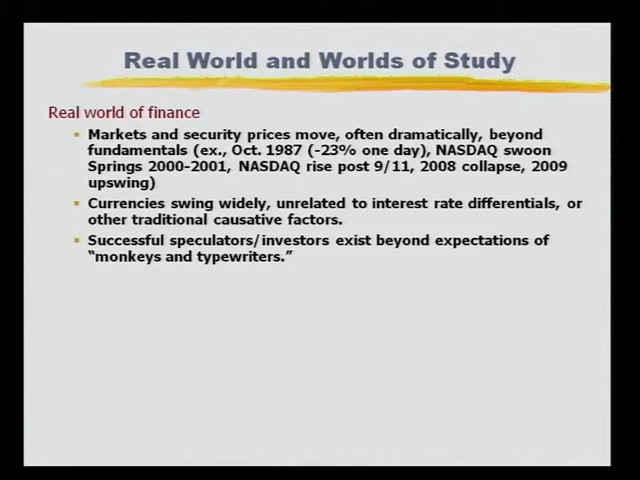 Real World and Worlds of Study
Real world of finance
▪ Markets and security prices move, often dramatically, beyond
fundamentals (ex., Oct. 1987 (-23% one day), NASDAQ swoon
Springs 2000-2001, NASDAQ rise post 9/11, 2008 collapse, 2009
upswing)
▪ Currencies swing widely, unrelated to interest rate differentials, or
other traditional causative factors.
▪ Successful speculators/investors exist beyond expectations of
“monkeys and typewriters.”